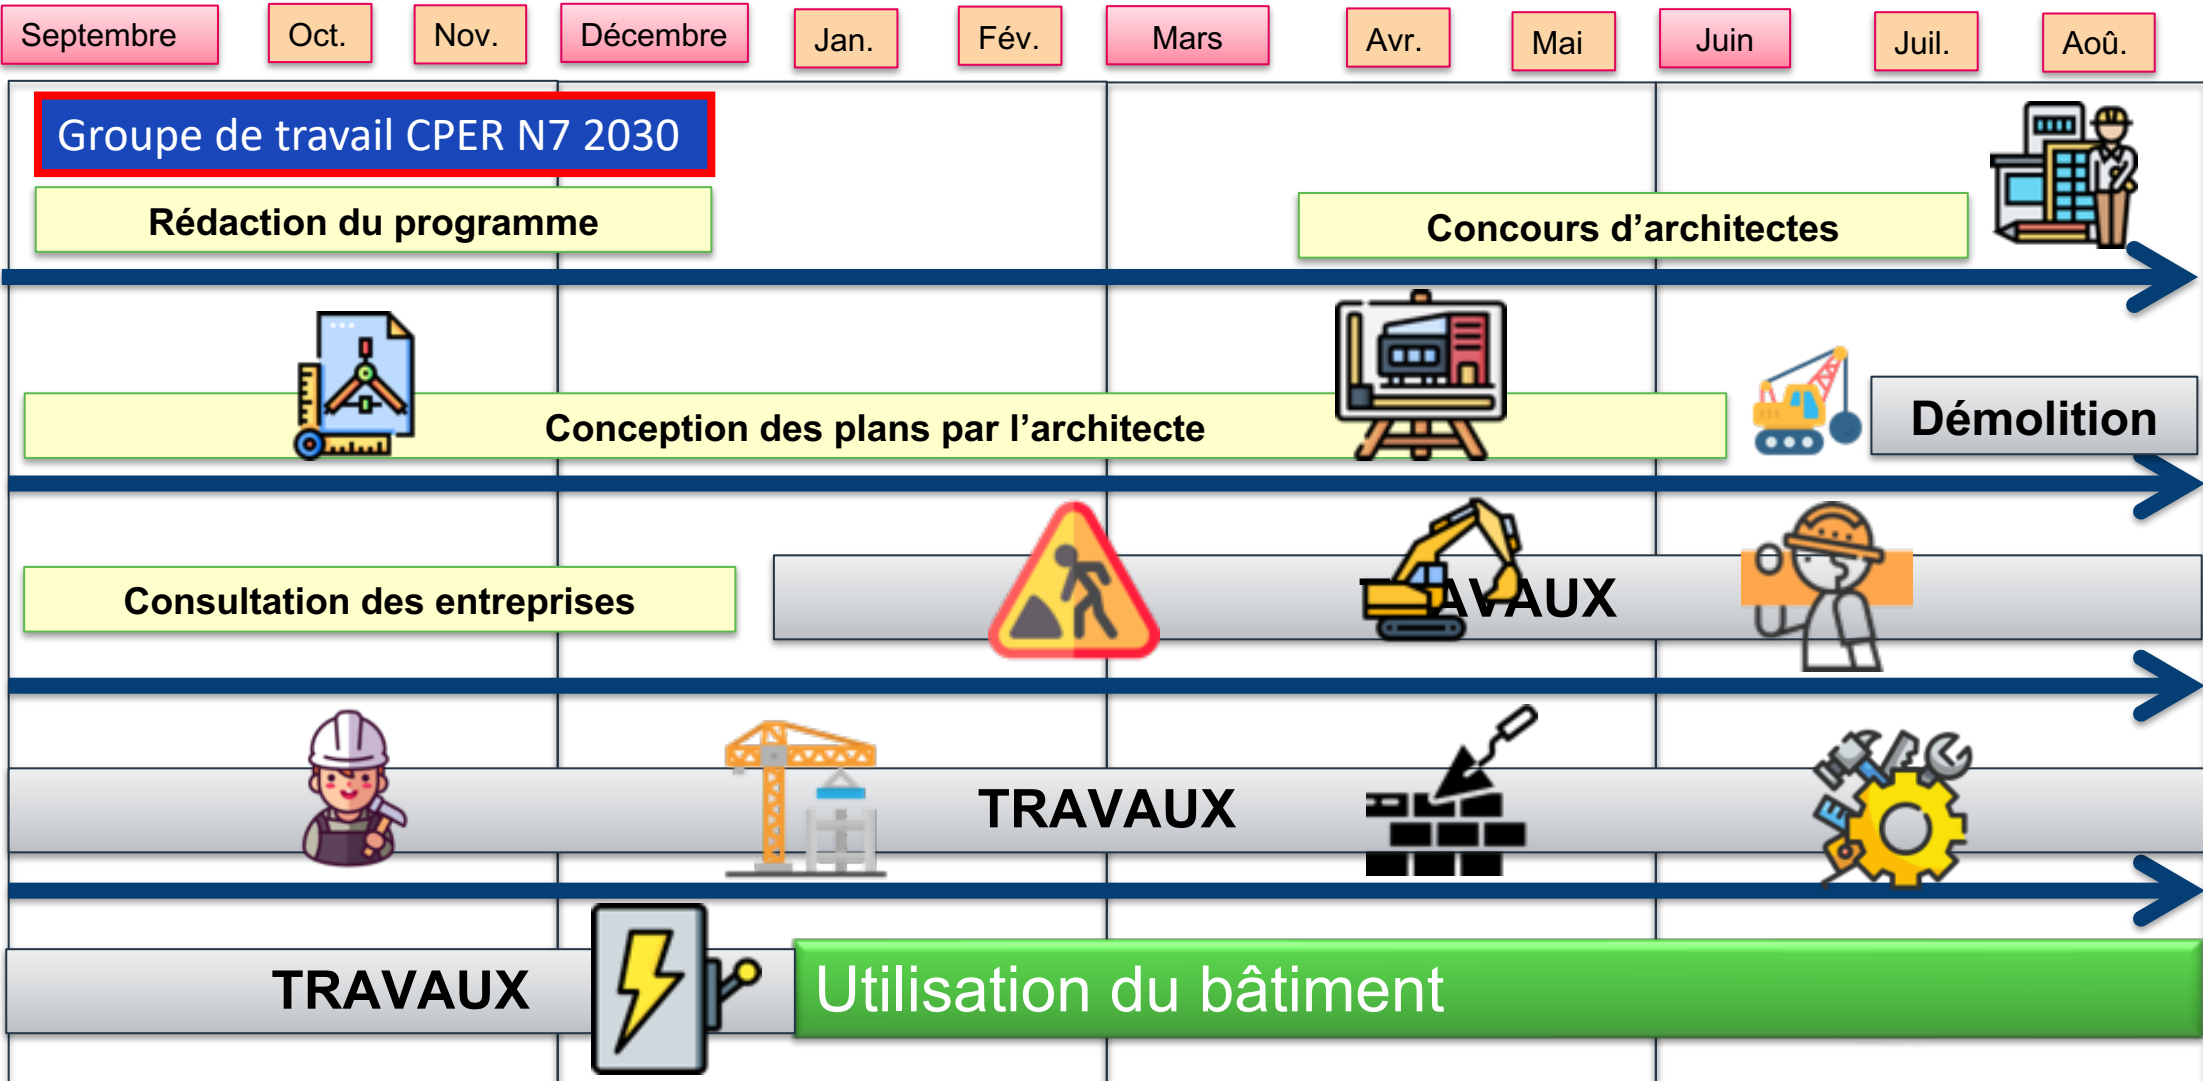 Septembre Oct. Nov. Décembre Jan. Fév. Mars Avr. Mai Juin Juil. Aoû.
Groupe de travail CPER N7 2030
Rédaction du programme
Concours d’architectes
Conception des plans par l’architecte
Démolition
Consultation des entreprises
TRAVAUX
TRAVAUX
TRAVAUX
Utilisation du bâtiment